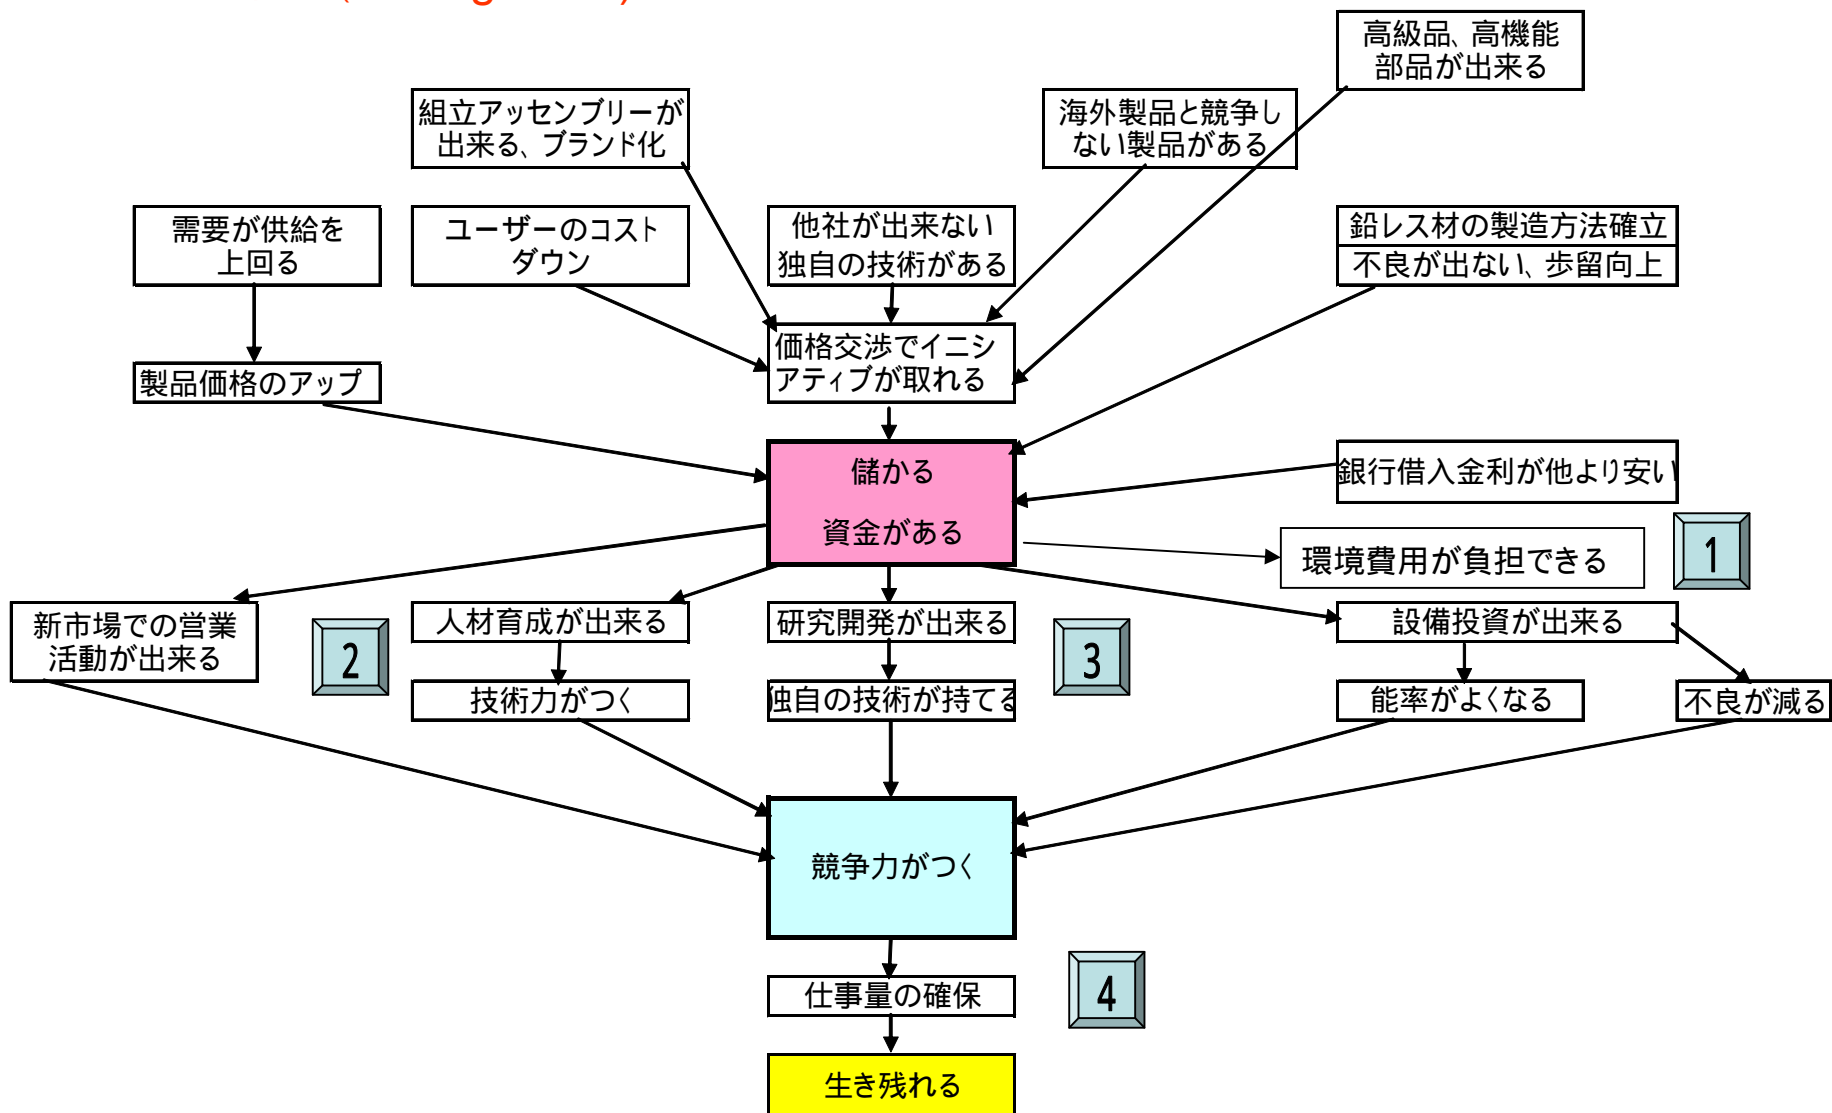 高級品、高機能
部品が出来る
組立アッセンブリーが
出来る、ブランド化
海外製品と競争し
ない製品がある
需要が供給を
上回る
ユーザーのコスト
ダウン
他社が出来ない
独自の技術がある
鉛レス材の製造方法確立
不良が出ない、歩留向上
製品価格のアップ
価格交渉でイニシ
アティブが取れる
儲かる
資金がある
銀行借入金利が他より安い
環境費用が負担できる
1
新市場での営業
活動が出来る
2
人材育成が出来る
研究開発が出来る
3
設備投資が出来る
技術力がつく
独自の技術が持てる
能率がよくなる
不良が減る
競争力がつく
4
仕事量の確保
生き残れる